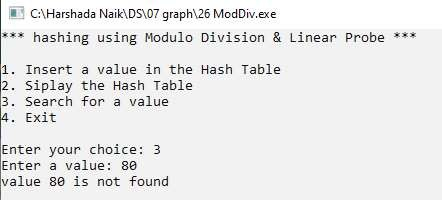 C:\Harshada Naik\DS\07 graph\26 ModDiv.exe
*** hashing using Modulo Division & Linear Probe ***
1. Insert a value in the Hash Table
2. Siplay the Hash Table
3. Search for a value
4. Exit
Enter your choice: 3
Enter a value: 80
value 80 is not found